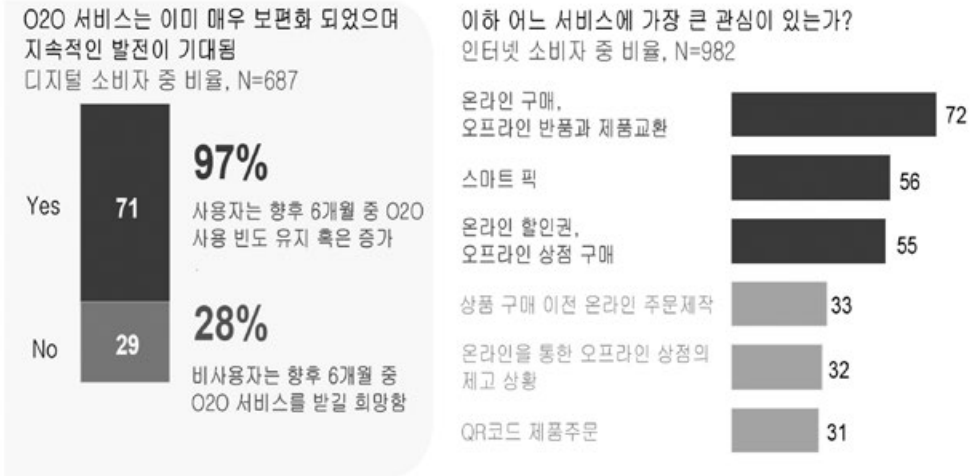 O2O 서비스는 이미 매우 보편화 되었으며
지속적인 발전이 기대됨
디지털 소비자 중 비율, N=687
Yes
71
97%
사용자는 향후 6개월 중 O2O
사용 빈도 유지 혹은 증가
No
29
28%
비사용자는 향후 6개월 중
O2O 서비스를 받길 희망함
이하 어느 서비스에 가장 큰 관심이 있는가?
인터넷 소비자 중 비율, N=982
온라인 구매,
오프라인 반품과 제품교환
72
스마트 픽
56
온라인 할인권,
오프라인 상점 구매
55
상품 구매 이전 온라인 주문제작
33
온라인을 통한 오프라인 상점의
제고 상황
32
QR코드 제품주문
31